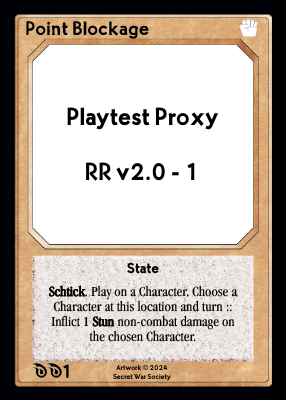 Point Blockage
Playtest Proxy
RR v2.0 - 1
State
Schtick. Play on a Character. Choose a
Character at this location and turn ::
Inflict 1 Stun non-combat damage on
the chosen Character.
1
Artwork © 2024
Secret War Society